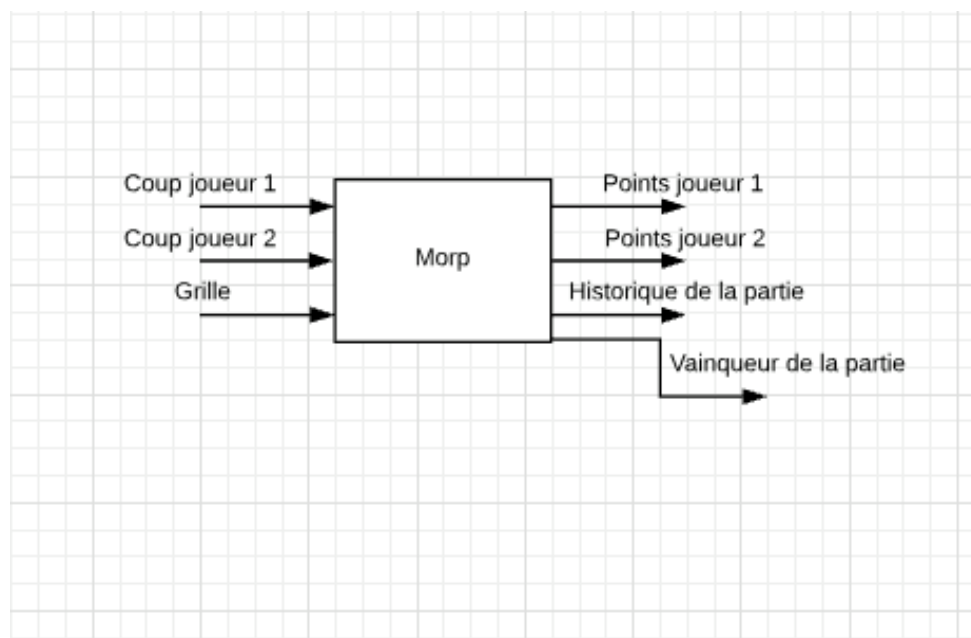 Coup joueur 1
Points joueur 1
Coup joueur 2
Points joueur 2
Morp
Grille
Historique de la partie
Vainqueur de la partie